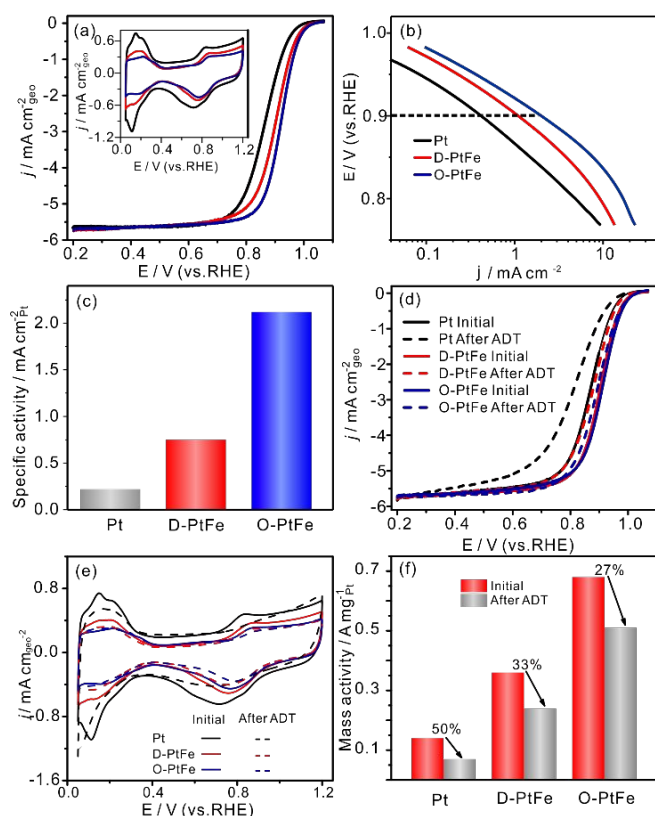 (a)
j / mA cm⁻²geo
0
-1
-2
-3
-4
-5
-6
0.2 0.4 0.6 0.8 1.0
E / V (vs.RHE)
j / mA cm⁻²geo
0.6
0.0
-0.6
-1.2
0.0 0.3 0.6 0.9 1.2
E / V (vs.RHE)
(b)
E / V (vs.RHE)
1.0
0.9
0.8
Pt
D-PtFe
O-PtFe
0.1 1 10
j / mA cm⁻²
(c)
Specific activity / mA cm⁻²Pt
2.0
1.5
1.0
0.5
0.0
Pt D-PtFe O-PtFe
(d)
j / mA cm⁻²geo
0
-1
-2
-3
-4
-5
-6
Pt Initial
Pt After ADT
D-PtFe Initial
D-PtFe After ADT
O-PtFe Initial
O-PtFe After ADT
0.2 0.4 0.6 0.8 1.0
E / V (vs.RHE)
(e)
j/ mA cmgeo⁻²
0.8
0.0
-0.8
-1.6
Initial After ADT
Pt
D-PtFe
O-PtFe
0.0 0.4 0.8 1.2
E / V (vs.RHE)
(f)
Mass activity / A mg⁻¹Pt
0.7
0.5
0.3
0.1
Initial
After ADT
27%
33%
50%
Pt D-PtFe O-PtFe